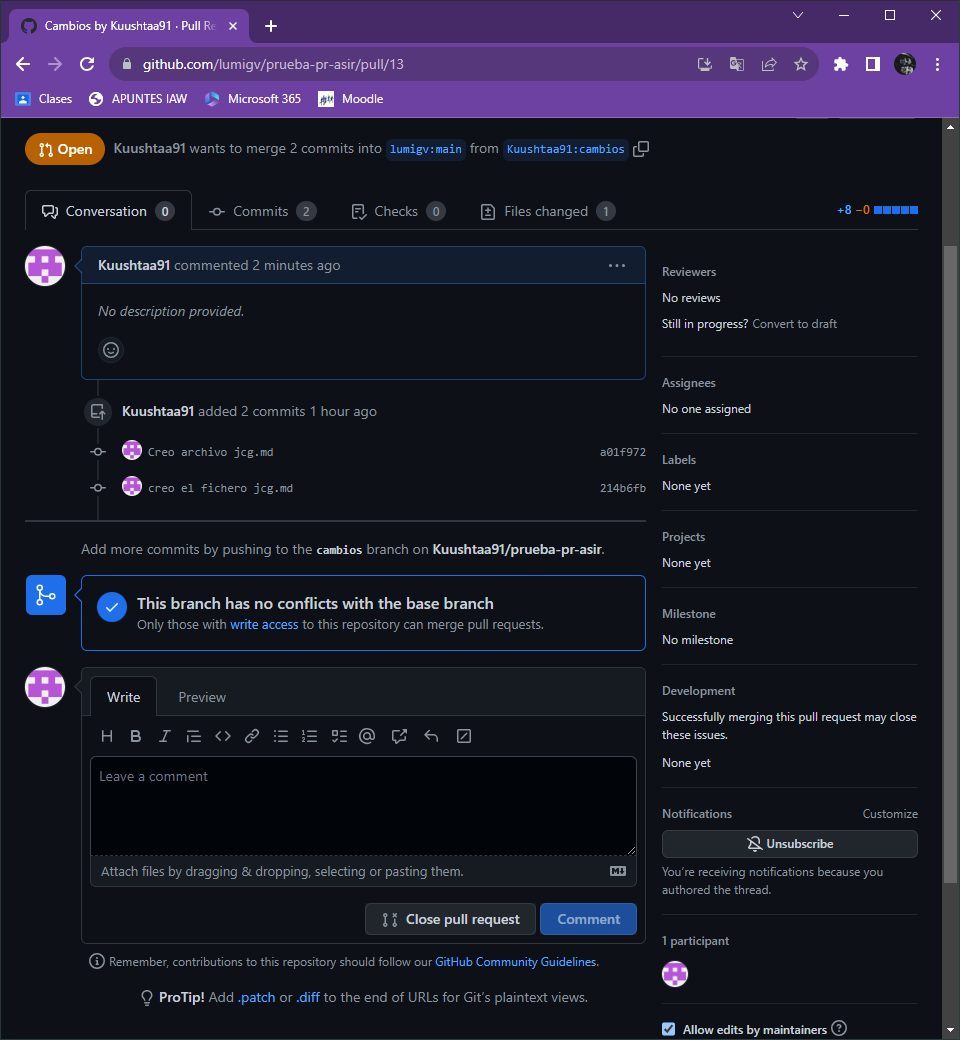 Cambios by Kuushtaa91 · Pull Re
github.com/lumigv/prueba-pr-asir/pull/13
Clases
APUNTES IAW
Microsoft 365
Moodle
Open
Kuushtaa91 wants to merge 2 commits into lumigv:main from Kuushtaa91:cambios
Conversation 0
Commits 2
Checks 0
Files changed 1
+8 −0
Kuushtaa91 commented 2 minutes ago
No description provided.
Kuushtaa91 added 2 commits 1 hour ago
Creo archivo jcg.md a01f972
creo el fichero jcg.md 214b6fb
Add more commits by pushing to the cambios branch on Kuushtaa91/prueba-pr-asir.
This branch has no conflicts with the base branch
Only those with write access to this repository can merge pull requests.
Write
Preview
H B I
Leave a comment
Attach files by dragging & dropping, selecting or pasting them.
Close pull request
Comment
Remember, contributions to this repository should follow our GitHub Community Guidelines.
ProTip! Add .patch or .diff to the end of URLs for Git's plaintext views.
Reviewers
No reviews
Still in progress? Convert to draft
Assignees
No one assigned
Labels
None yet
Projects
None yet
Milestone
No milestone
Development
Successfully merging this pull request may close
these issues.
None yet
Notifications
Customize
Unsubscribe
You're receiving notifications because you
authored the thread.
1 participant
Allow edits by maintainers